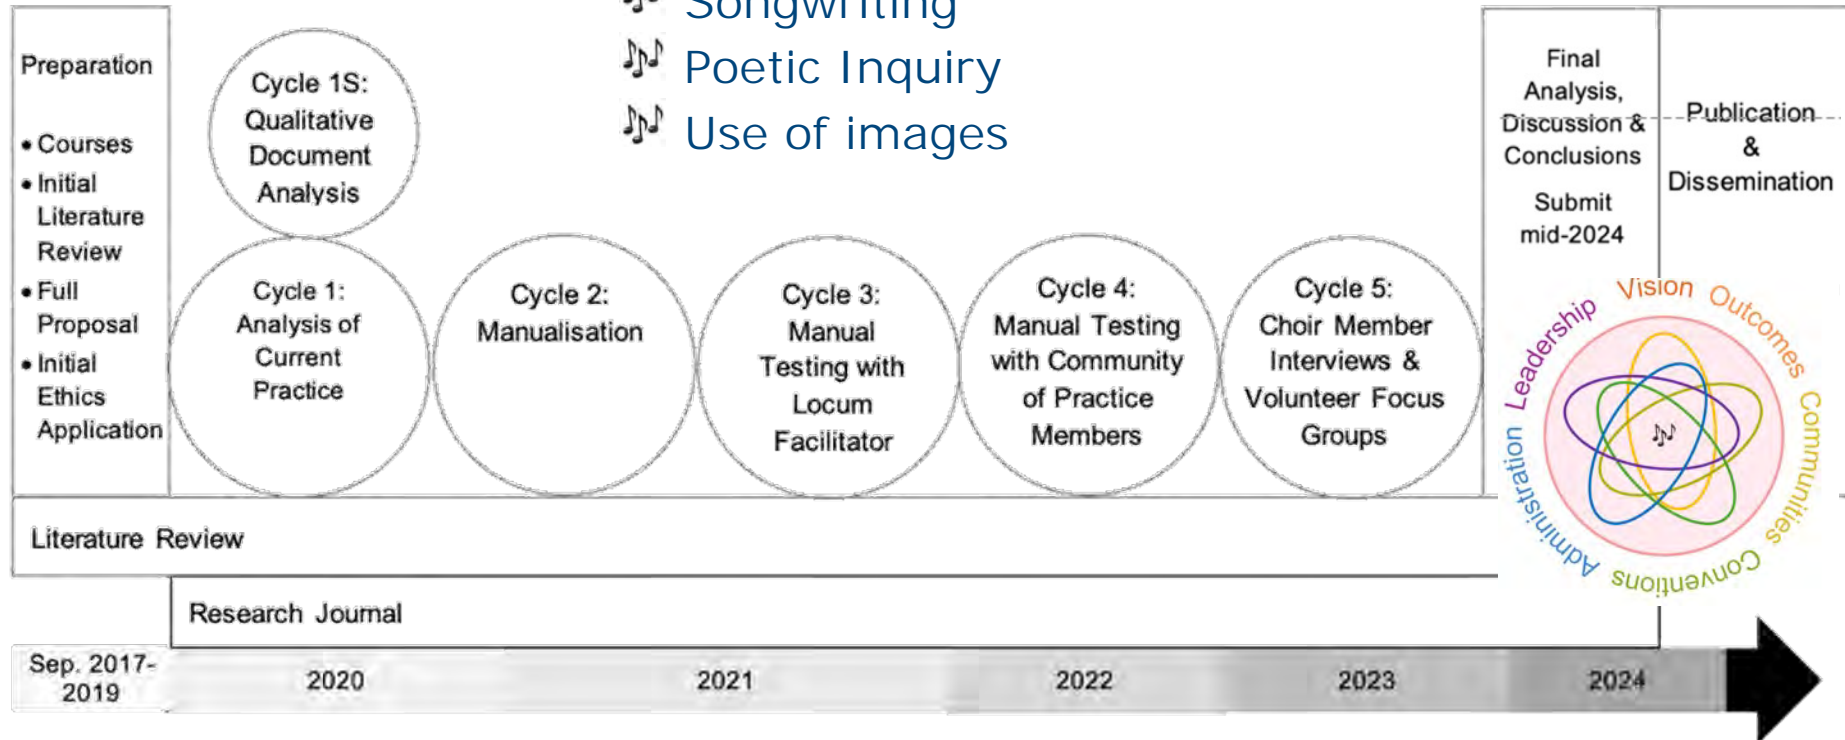 Songwriting
Poetic Inquiry
Use of images
Preparation
• Courses
• Initial
Literature
Review
• Full
Proposal
• Initial
Ethics
Application
Cycle 1S:
Qualitative
Document
Analysis
Cycle 1:
Analysis of
Current
Practice
Cycle 2:
Manualisation
Cycle 3:
Manual
Testing with
Locum
Facilitator
Cycle 4:
Manual Testing
with Community
of Practice
Members
Cycle 5:
Choir Member
Interviews &
Volunteer Focus
Groups
Final
Analysis,
Discussion &
Conclusions
Submit
mid-2024
Publication
&
Dissemination
Vision
Outcomes
Communities
Conventions
Administration
Leadership
Literature Review
Research Journal
Sep. 2017-
2019
2020
2021
2022
2023
2024